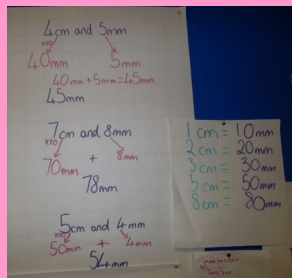 4cm and 5mm
x10
40mm 5mm
40mm + 5mm = 45mm
45mm
7cm and 8mm
x10
70mm + 8mm
78mm
5cm and 4mm
x10
50mm + 4mm
54mm
1 cm = 10mm
2 cm = 20mm
3 cm = 30mm
5 cm = 50mm
8 cm = 80mm